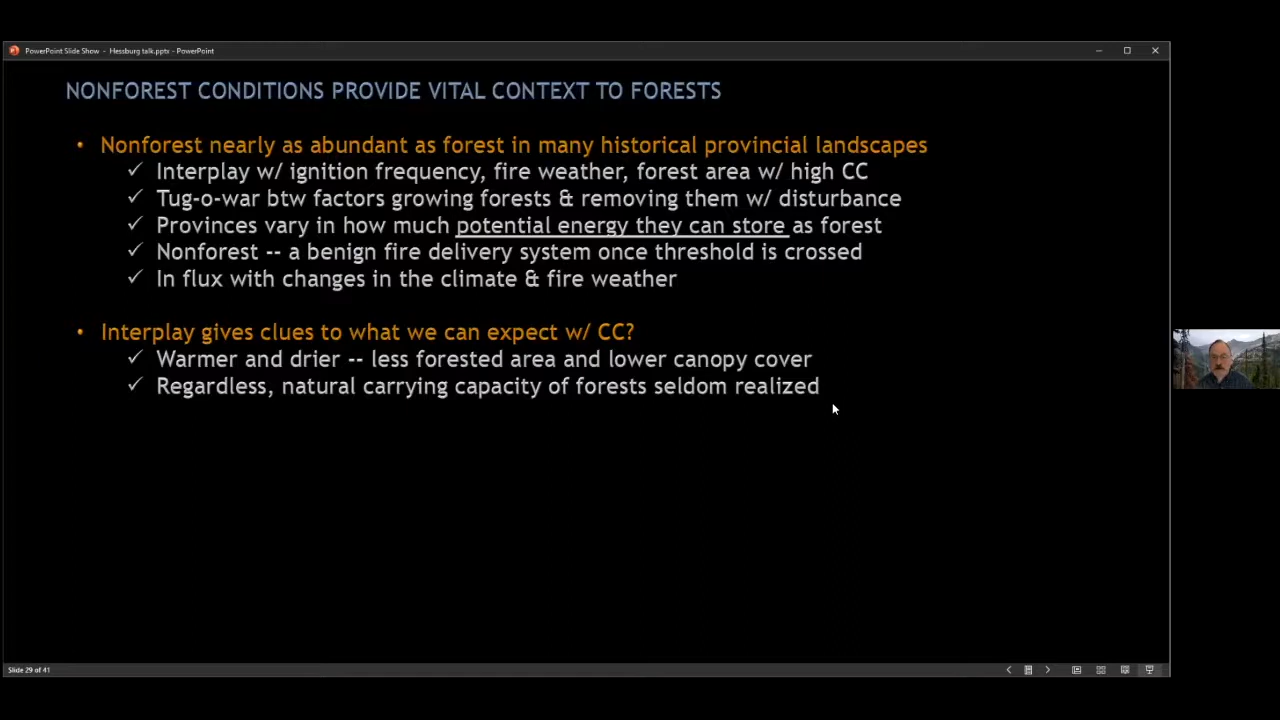 PowerPoint Slide Show - Hessburg talk.pptx - PowerPoint
NONFOREST CONDITIONS PROVIDE VITAL CONTEXT TO FORESTS
• Nonforest nearly as abundant as forest in many historical provincial landscapes
✓ Interplay w/ ignition frequency, fire weather, forest area w/ high CC
✓ Tug-o-war btw factors growing forests & removing them w/ disturbance
✓ Provinces vary in how much potential energy they can store as forest
✓ Nonforest -- a benign fire delivery system once threshold is crossed
✓ In flux with changes in the climate & fire weather
• Interplay gives clues to what we can expect w/ CC?
✓ Warmer and drier -- less forested area and lower canopy cover
✓ Regardless, natural carrying capacity of forests seldom realized
Slide 29 of 41